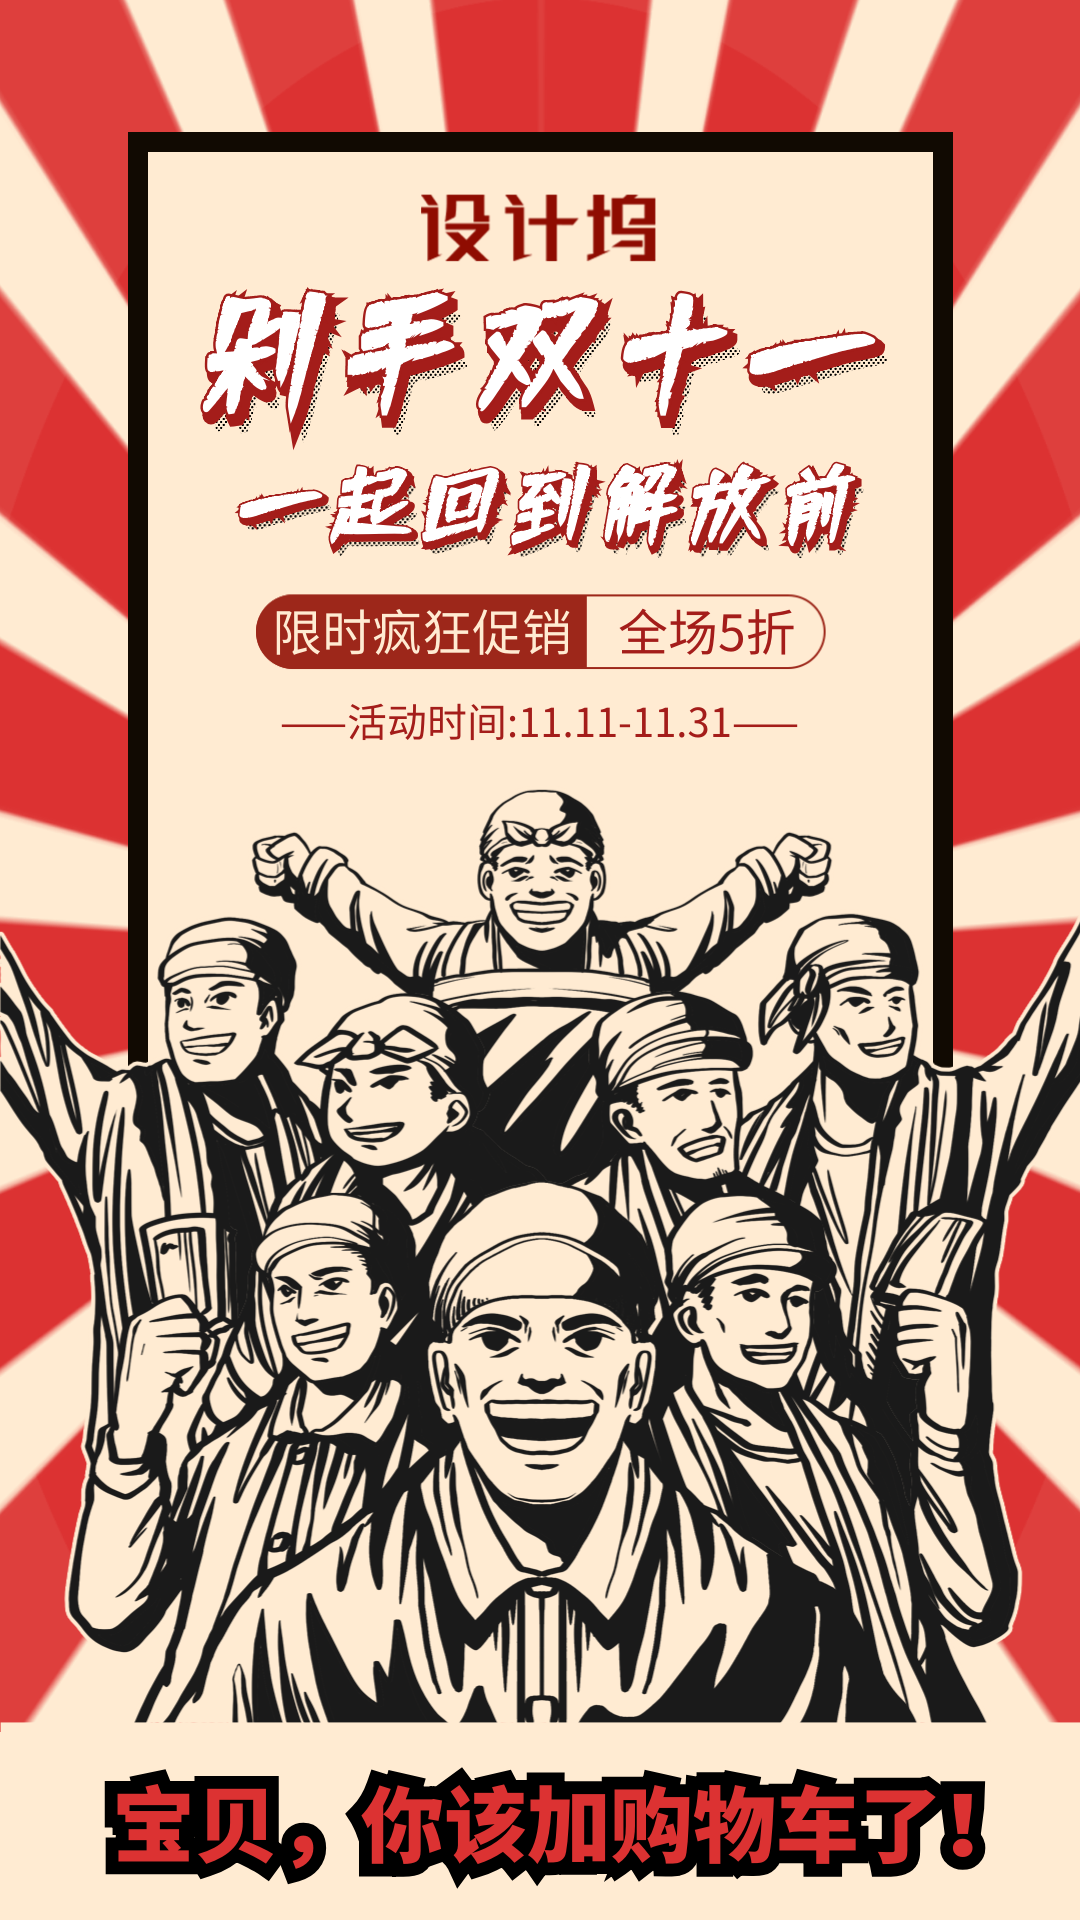 设计坞
剁手双十一
一起回到解放前
限时疯狂促销 全场5折
——活动时间:11.11-11.31——
宝贝，你该加购物车了！